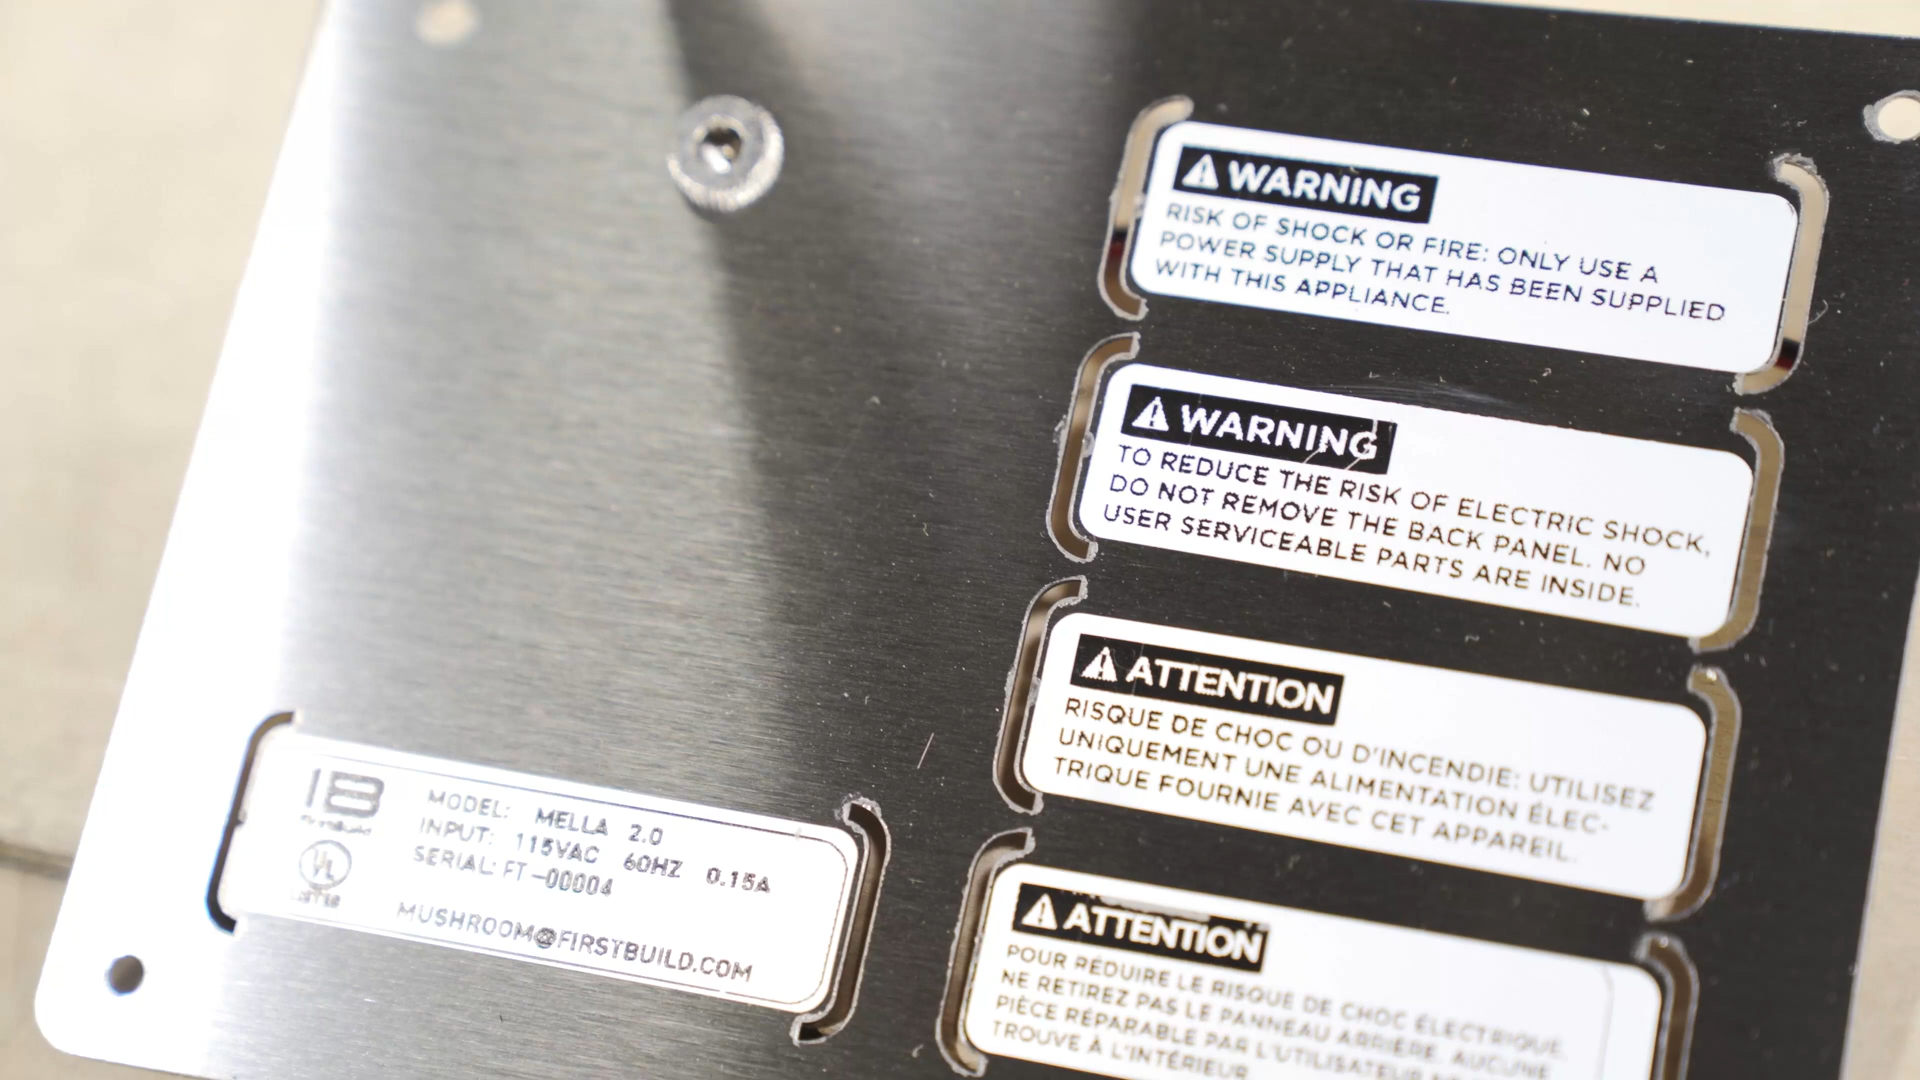 WARNING
RISK OF SHOCK OR FIRE: ONLY USE A
POWER SUPPLY THAT HAS BEEN SUPPLIED
WITH THIS APPLIANCE.
WARNING
TO REDUCE THE RISK OF ELECTRIC SHOCK,
DO NOT REMOVE THE BACK PANEL. NO
USER SERVICEABLE PARTS ARE INSIDE.
ATTENTION
RISQUE DE CHOC OU D'INCENDIE: UTILISEZ
UNIQUEMENT UNE ALIMENTATION ÉLEC-
TRIQUE FOURNIE AVEC CET APPAREIL.
ATTENTION
POUR RÉDUIRE LE RISQUE DE CHOC ÉLECTRIQUE,
NE RETIREZ PAS LE PANNEAU ARRIÈRE. AUCUNE
PIÈCE RÉPARABLE PAR L'UTILISATEUR
TROUVE À L'INTÉRIEUR.
UL
MODEL: MELLA 2.0
INPUT: 115VAC 60HZ 0.15A
SERIAL: FT-00004
MUSHROOM@FIRSTBUILD.COM